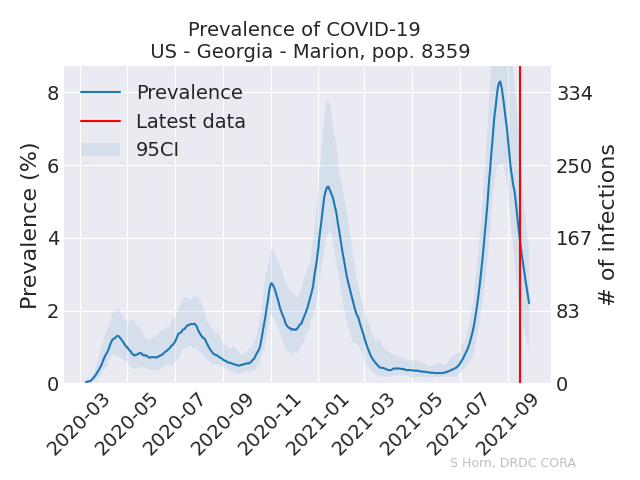 Prevalence of COVID-19
US - Georgia - Marion, pop. 8359
Prevalence
Latest data
95CI
Prevalence (%)
8
6
4
2
0
# of infections
334
250
167
83
0
2020-03
2020-05
2020-07
2020-09
2020-11
2021-01
2021-03
2021-05
2021-07
2021-09
S Horn, DRDC CORA